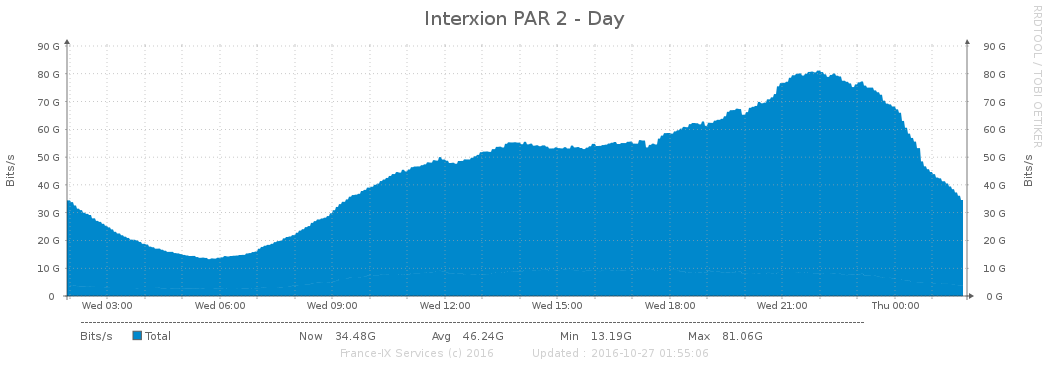 Interxion PAR 2 - Day
RRDTOOL / TOBI OETIKER
Bits/s
90 G 90 G
80 G 80 G
70 G 70 G
60 G 60 G
50 G 50 G
40 G 40 G
30 G 30 G
20 G 20 G
10 G 10 G
0 0 G
Bits/s
Wed 03:00 Wed 06:00 Wed 09:00 Wed 12:00 Wed 15:00 Wed 18:00 Wed 21:00 Thu 00:00
Bits/s Total Now 34.48G Avg 46.24G Min 13.19G Max 81.06G
France-IX Services (c) 2016 Updated : 2016-10-27 01:55:06